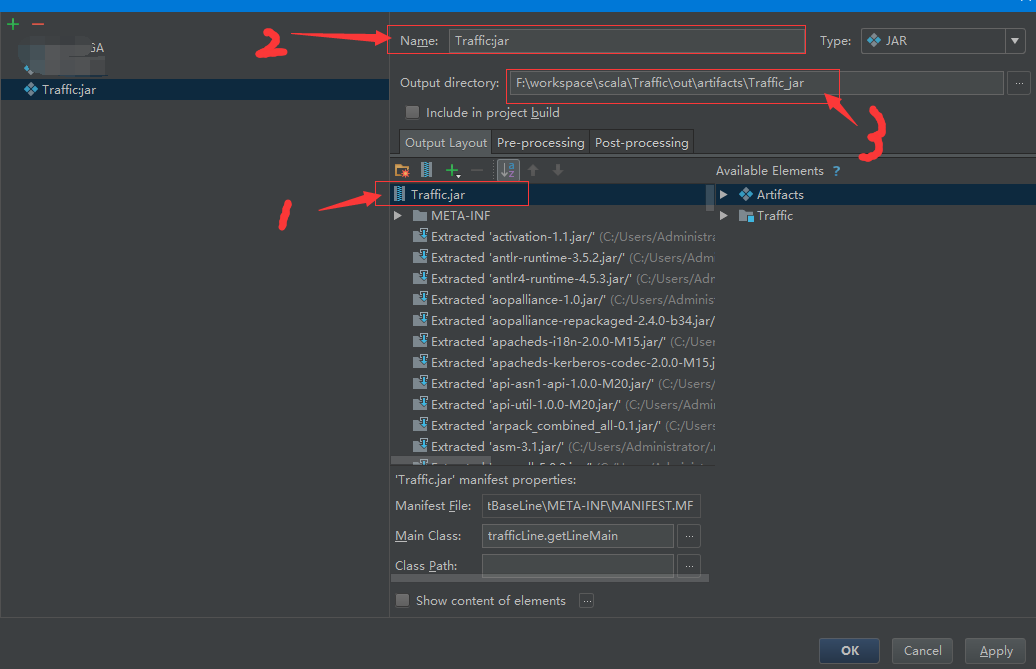 GA
Traffic:jar
2
Name:
Traffic:jar
Type:
JAR
Output directory:
F:\workspace\scala\Traffic\out\artifacts\Traffic_jar
...
3
Include in project build
Output Layout
Pre-processing
Post-processing
Available Elements ?
1
Traffic.jar
Artifacts
META-INF
Traffic
Extracted 'activation-1.1.jar/' (C:/Users/Administra
Extracted 'antlr-runtime-3.5.2.jar/' (C:/Users/Adm
Extracted 'antlr4-runtime-4.5.3.jar/' (C:/Users/Adr
Extracted 'aopalliance-1.0.jar/' (C:/Users/Adminis
Extracted 'aopalliance-repackaged-2.4.0-b34.jar/
Extracted 'apacheds-i18n-2.0.0-M15.jar/' (C:/User
Extracted 'apacheds-kerberos-codec-2.0.0-M15.j
Extracted 'api-asn1-api-1.0.0-M20.jar/' (C:/Users/
Extracted 'api-util-1.0.0-M20.jar/' (C:/Users/Admi
Extracted 'arpack_combined_all-0.1.jar/' (C:/Users
Extracted 'asm-3.1.jar/' (C:/Users/Administrator/.
'Traffic.jar' manifest properties:
Manifest File:
tBaseLine\META-INF\MANIFEST.MF
Main Class:
trafficLine.getLineMain
...
Class Path:
...
Show content of elements
...
OK
Cancel
Apply